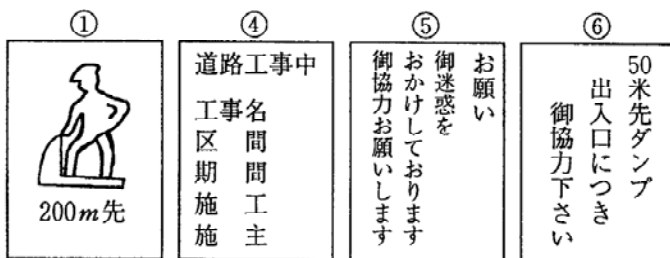 ①
200m先
④
道路工事中
工事名
区間
期間
施工
施主
⑤
お願い
御迷惑を
おかけしております
御協力お願いします
⑥
50米先ダンプ
出入口につき
御協力下さい